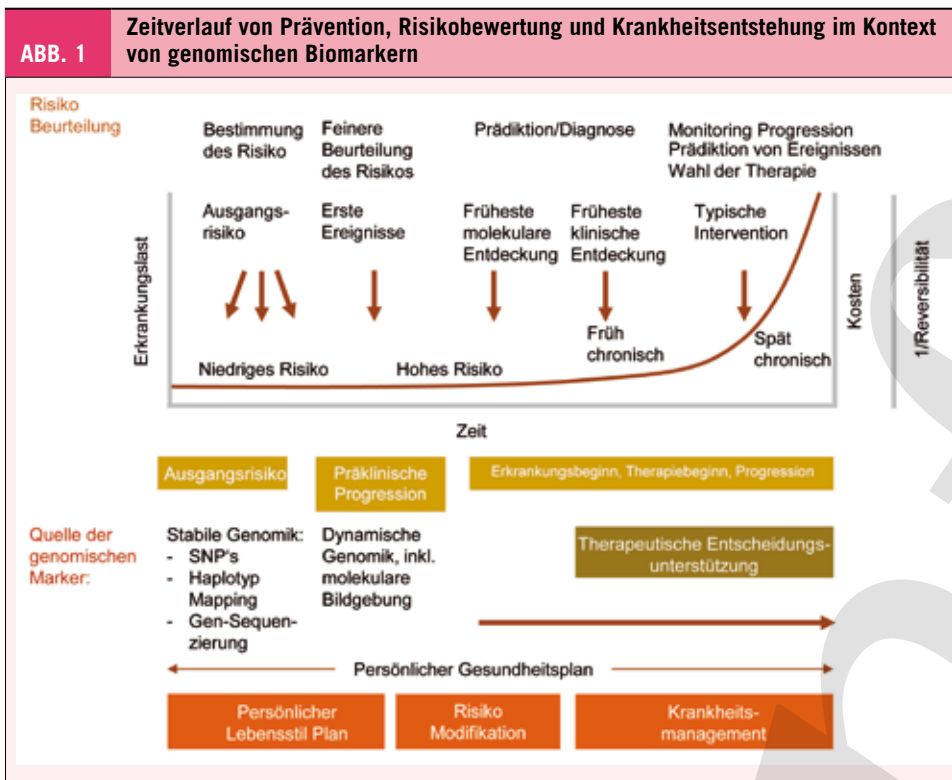 ABB. 1
Zeitverlauf von Prävention, Risikobewertung und Krankheitsentstehung im Kontext
von genomischen Biomarkern
Risiko
Beurteilung
Bestimmung
des Risiko
Feinere
Beurteilung
des Risikos
Prädiktion/Diagnose
Monitoring Progression
Prädiktion von Ereignissen
Wahl der Therapie
Ausgangs-
risiko
Erste
Ereignisse
Früheste
molekulare
Entdeckung
Früheste
klinische
Entdeckung
Typische
Intervention
Erkrankungslast
Kosten
1/Reversibilität
Niedriges Risiko
Hohes Risiko
Früh
chronisch
Spät
chronisch
Zeit
Ausgangsrisiko
Präklinische
Progression
Erkrankungsbeginn, Therapiebeginn, Progression
Quelle der
genomischen
Marker:
Stabile Genomik:
- SNP's
- Haplotyp
Mapping
- Gen-Sequen-
zierung
Dynamische
Genomik, inkl.
molekulare
Bildgebung
Therapeutische Entscheidungs-
unterstützung
Persönlicher Gesundheitsplan
Persönlicher
Lebensstil Plan
Risiko
Modifikation
Krankheits-
management